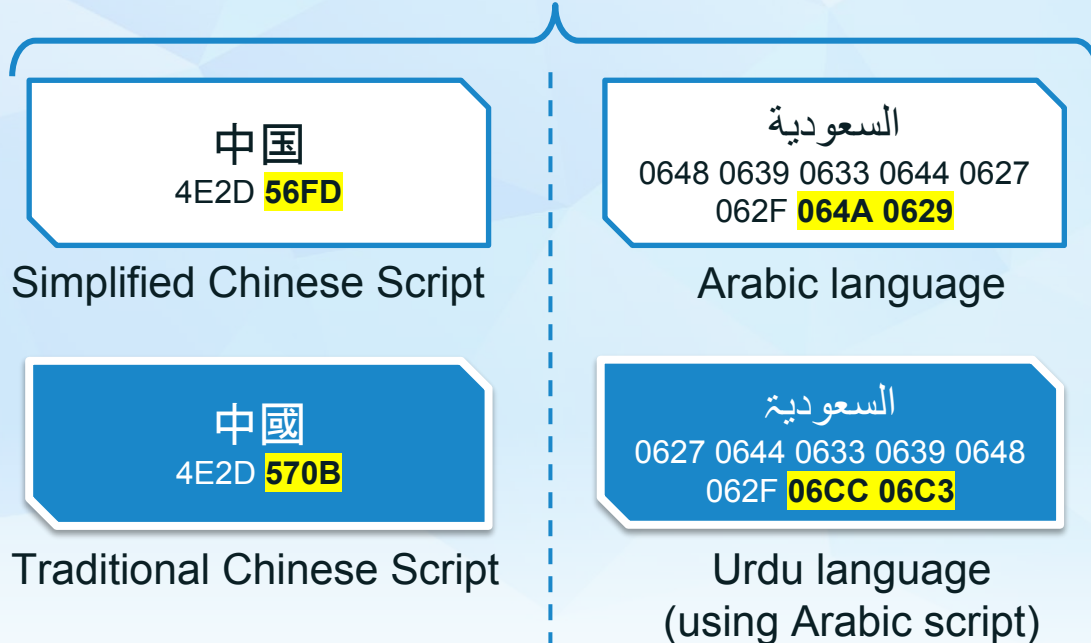 中国
4E2D 56FD
Simplified Chinese Script
السعودية
0648 0639 0633 0644 0627
062F 064A 0629
Arabic language
中國
4E2D 570B
Traditional Chinese Script
السعودیۃ
0627 0644 0633 0639 0648
062F 06CC 06C3
Urdu language
(using Arabic script)